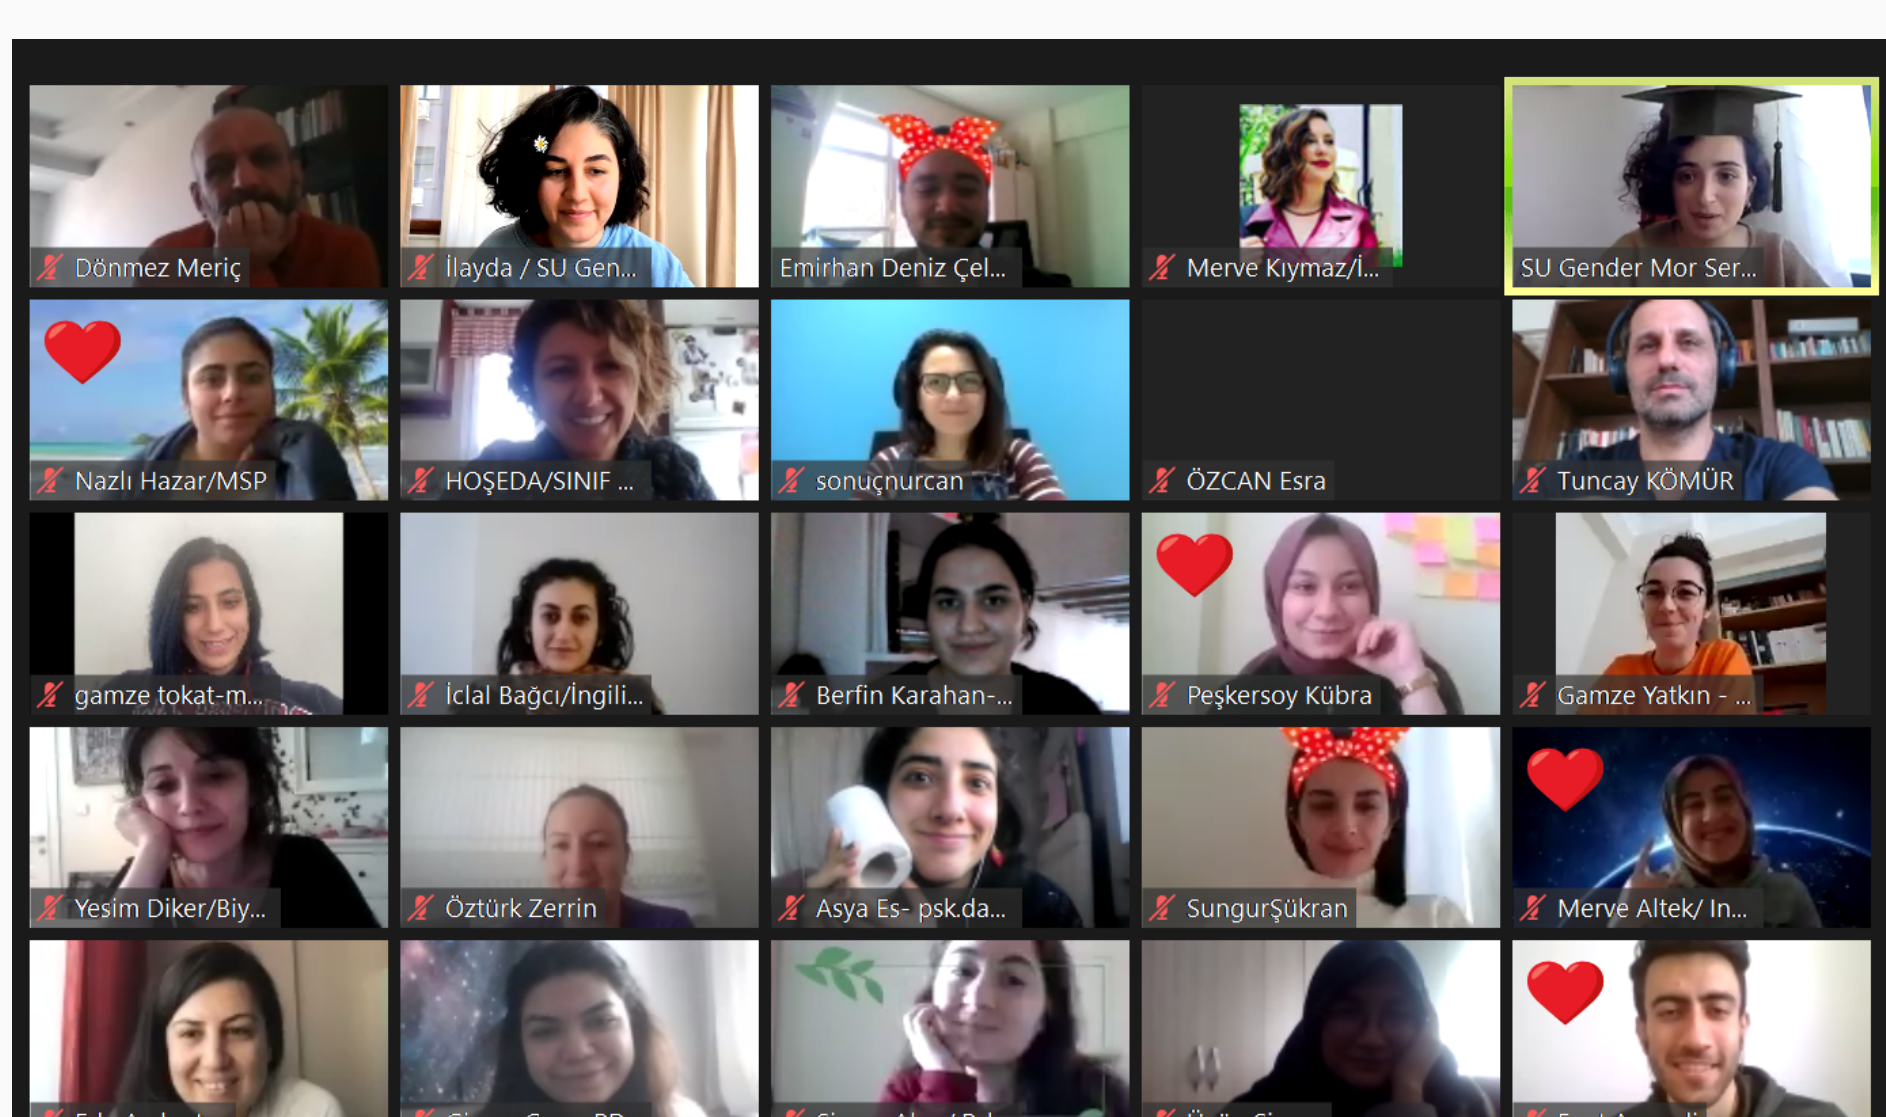 Dönmez Meriç
İlayda / SU Gen...
Emirhan Deniz Çel...
Merve Kıymaz/İ...
SU Gender Mor Ser...
Nazlı Hazar/MSP
HOŞEDA/SINIF ...
sonuçnurcan
ÖZCAN Esra
Tuncay KÖMÜR
gamze tokat-m...
İclal Bağcı/İngili...
Berfin Karahan-...
Peşkersoy Kübra
Gamze Yatkın - ...
Yesim Diker/Biy...
Öztürk Zerrin
Asya Es- psk.da...
SungurŞükran
Merve Altek/ In...